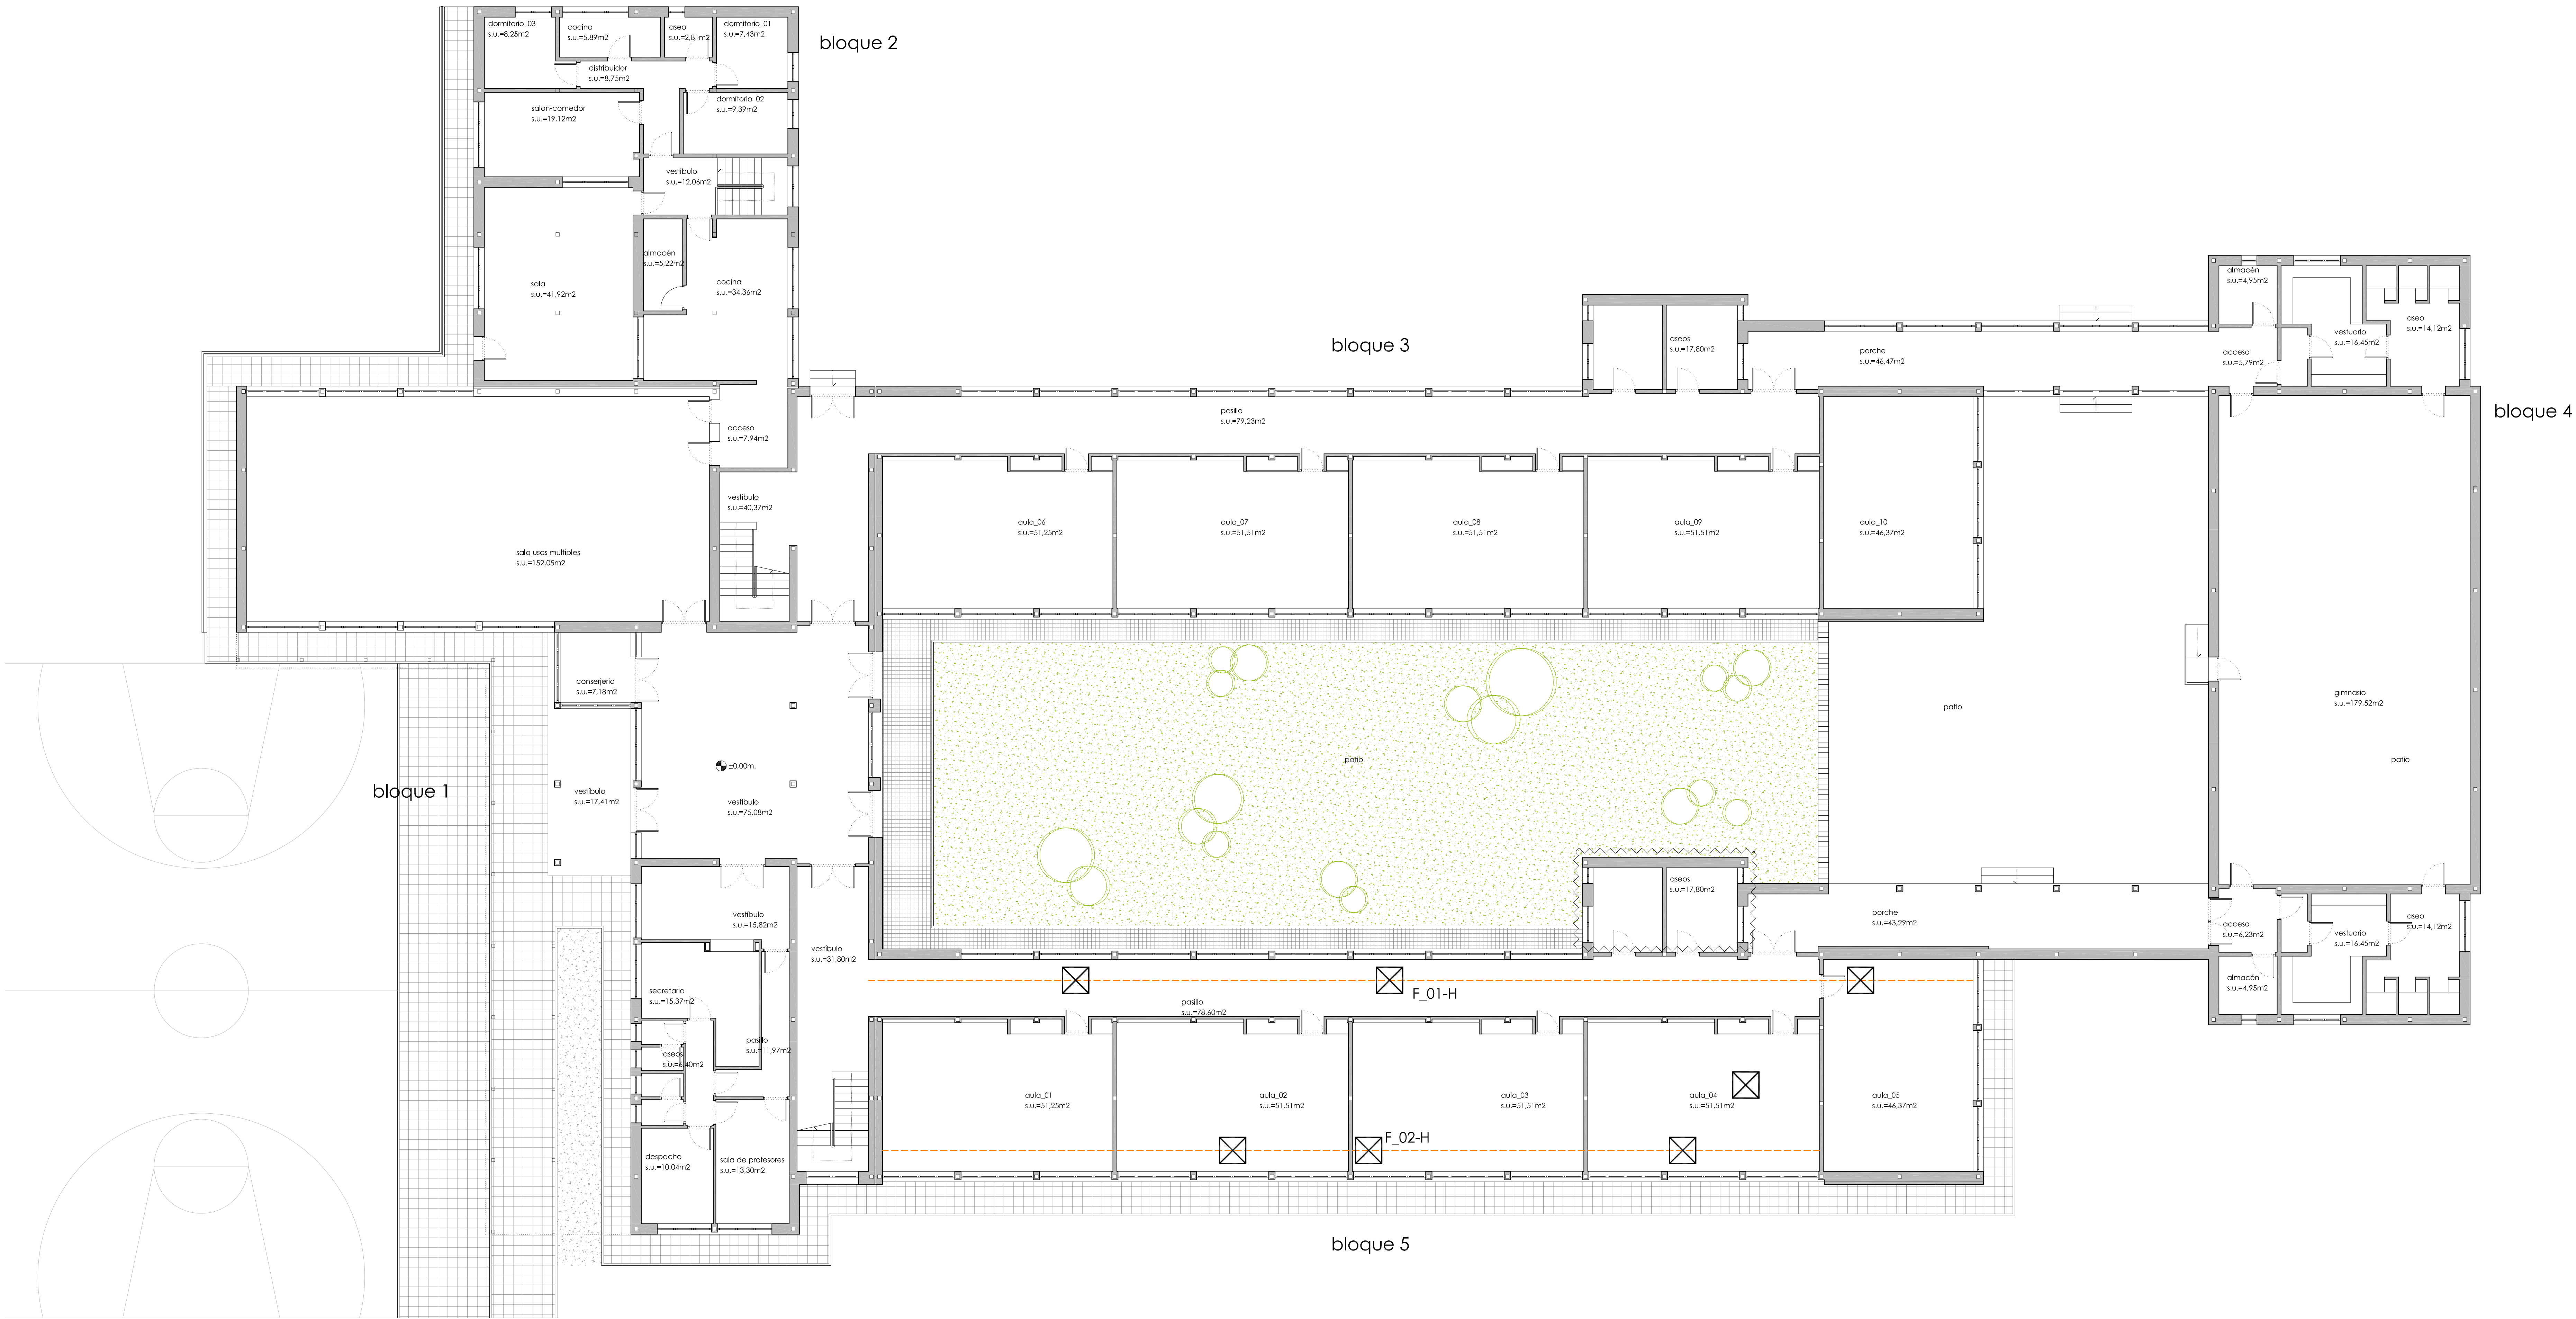 dormitorio_03
s.u.=8,25m2
cocina
s.u.=5,89m2
aseo
s.u.=2,81m2
dormitorio_01
s.u.=7,43m2
bloque 2
distribuidor
s.u.=8,75m2
salon-comedor
s.u.=19,12m2
dormitorio_02
s.u.=9,39m2
vestíbulo
s.u.=12,06m2
almacén
s.u.=5,22m2
sala
s.u.=41,92m2
cocina
s.u.=34,36m2
bloque 3
aseos
s.u.=17,80m2
porche
s.u.=46,47m2
almacén
s.u.=4,95m2
aseo
s.u.=14,12m2
vestuario
s.u.=16,45m2
acceso
s.u.=5,79m2
bloque 4
pasillo
s.u.=79,23m2
acceso
s.u.=7,94m2
vestíbulo
s.u.=40,37m2
sala usos multiples
s.u.=152,05m2
aula_06
s.u.=51,25m2
aula_07
s.u.=51,51m2
aula_08
s.u.=51,51m2
aula_09
s.u.=51,51m2
aula_10
s.u.=46,37m2
conserjeria
s.u.=7,18m2
gimnasio
s.u.=179,52m2
patio
patio
patio
±0,00m.
bloque 1
vestíbulo
s.u.=17,41m2
vestíbulo
s.u.=75,08m2
aseos
s.u.=17,80m2
vestíbulo
s.u.=15,82m2
porche
s.u.=43,29m2
acceso
s.u.=6,23m2
aseo
s.u.=14,12m2
vestuario
s.u.=16,45m2
almacén
s.u.=4,95m2
vestíbulo
s.u.=31,80m2
secretaria
s.u.=15,37m2
F_01-H
pasillo
s.u.=78,60m2
pasillo
s.u.=11,97m2
aseos
s.u.=6,40m2
aula_01
s.u.=51,25m2
aula_02
s.u.=51,51m2
aula_03
s.u.=51,51m2
aula_04
s.u.=51,51m2
aula_05
s.u.=46,37m2
F_02-H
despacho
s.u.=10,04m2
sala de profesores
s.u.=13,30m2
bloque 5